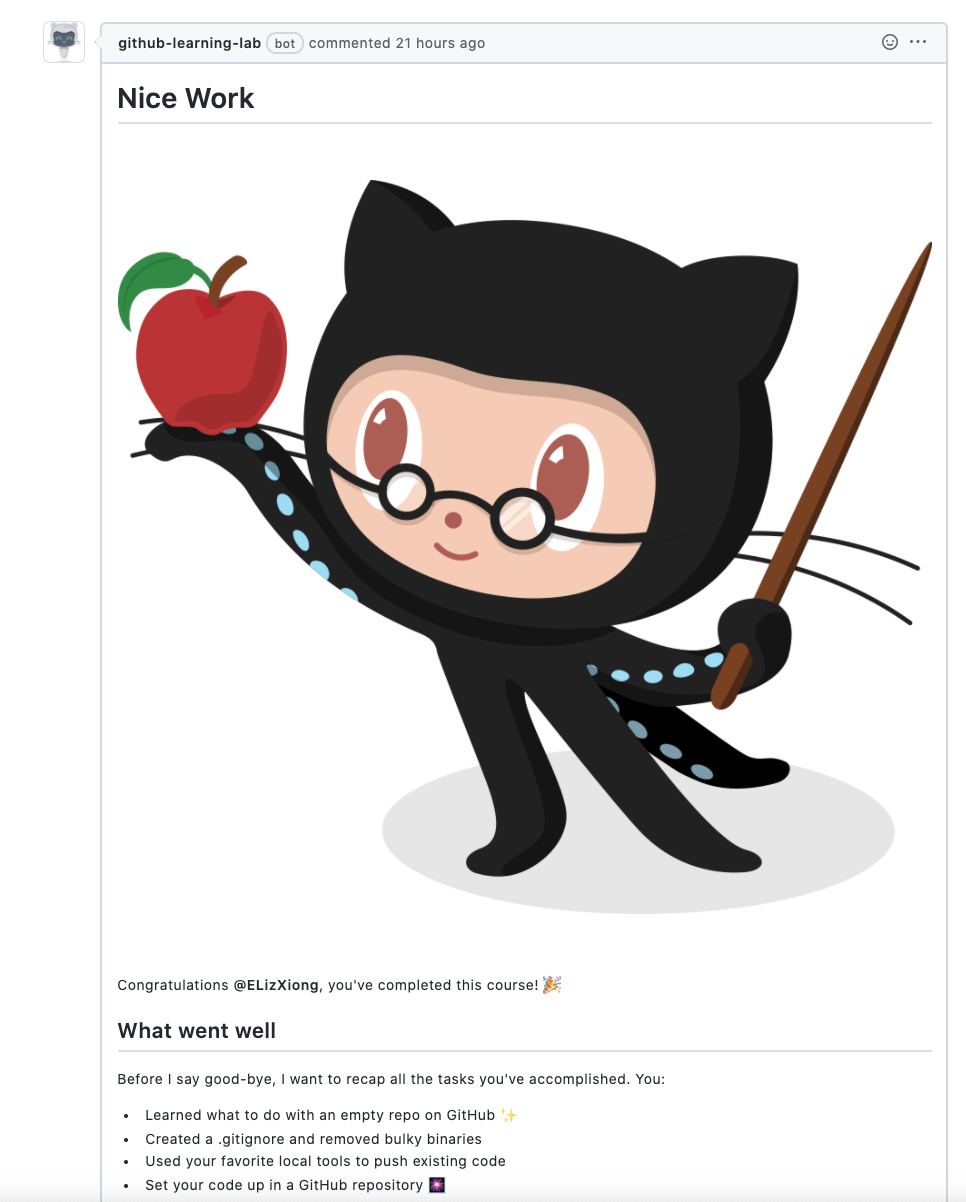 github-learning-lab bot commented 21 hours ago
Nice Work
Congratulations @ELizXiong, you've completed this course! 🎉
What went well
Before I say good-bye, I want to recap all the tasks you've accomplished. You:
• Learned what to do with an empty repo on GitHub ✨
• Created a .gitignore and removed bulky binaries
• Used your favorite local tools to push existing code
• Set your code up in a GitHub repository 🎆